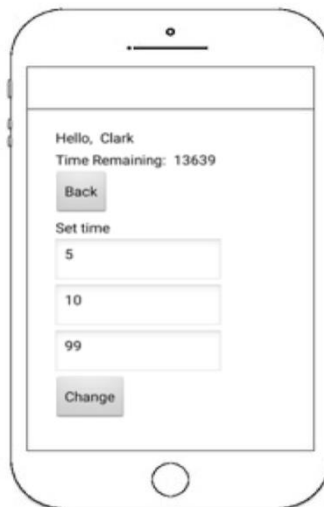 Hello, Clark
Time Remaining: 13639
Back
Set time
5
10
99
Change